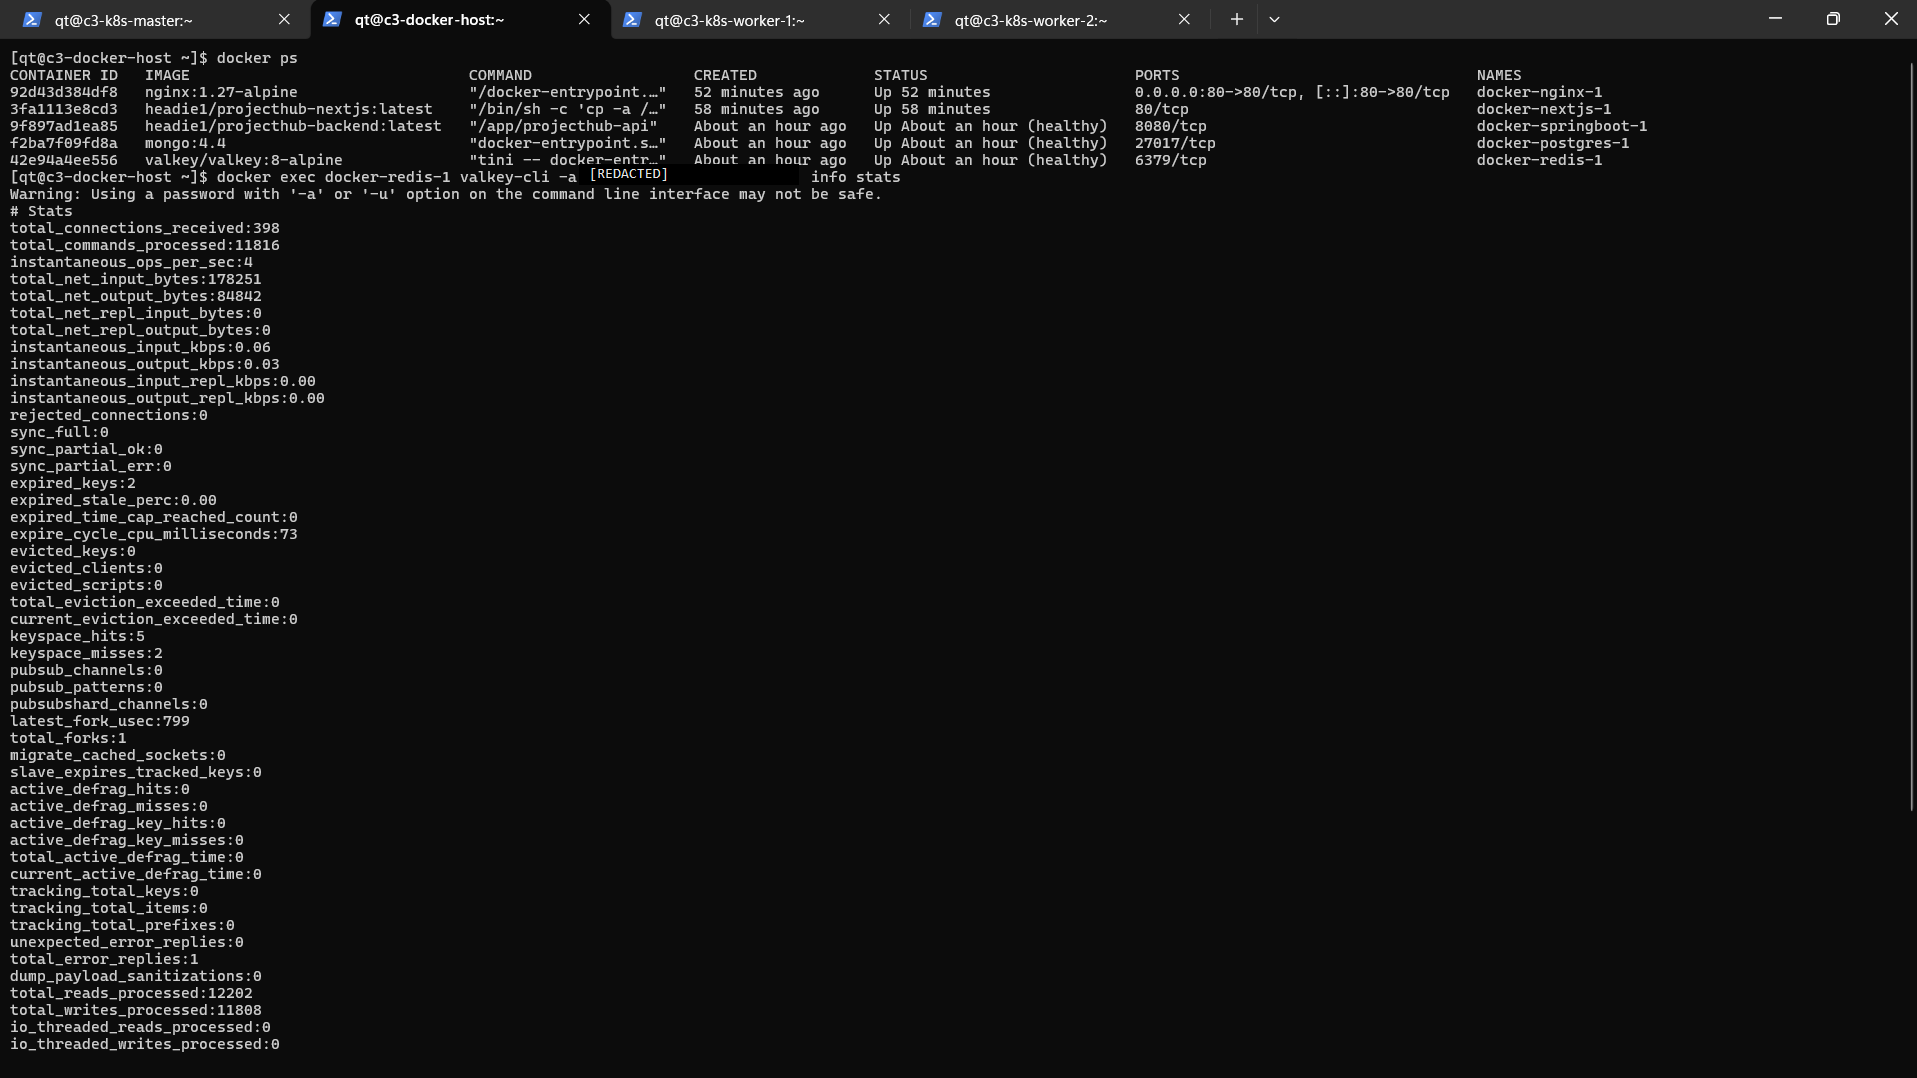 qt@c3-k8s-master:~ qt@c3-docker-host:~ qt@c3-k8s-worker-1:~ qt@c3-k8s-worker-2:~
[qt@c3-docker-host ~]$ docker ps
CONTAINER ID   IMAGE                               COMMAND                  CREATED             STATUS                       PORTS                                 NAMES
92d43d384df8   nginx:1.27-alpine                   "/docker-entrypoint.…"   52 minutes ago      Up 52 minutes                0.0.0.0:80->80/tcp, [::]:80->80/tcp   docker-nginx-1
3fa1113e8cd3   headie1/projecthub-nextjs:latest    "/bin/sh -c 'cp -a /…"   58 minutes ago      Up 58 minutes                80/tcp                                docker-nextjs-1
9f897ad1ea85   headie1/projecthub-backend:latest   "/app/projecthub-api"    About an hour ago   Up About an hour (healthy)   8080/tcp                              docker-springboot-1
f2ba7f09fd8a   mongo:4.4                           "docker-entrypoint.s…"   About an hour ago   Up About an hour (healthy)   27017/tcp                             docker-postgres-1
42e94a4ee556   valkey/valkey:8-alpine              "tini -- docker-entr…"   About an hour ago   Up About an hour (healthy)   6379/tcp                              docker-redis-1
[qt@c3-docker-host ~]$ docker exec docker-redis-1 valkey-cli -a [REDACTED] info stats
Warning: Using a password with '-a' or '-u' option on the command line interface may not be safe.
# Stats
total_connections_received:398
total_commands_processed:11816
instantaneous_ops_per_sec:4
total_net_input_bytes:178251
total_net_output_bytes:84842
total_net_repl_input_bytes:0
total_net_repl_output_bytes:0
instantaneous_input_kbps:0.06
instantaneous_output_kbps:0.03
instantaneous_input_repl_kbps:0.00
instantaneous_output_repl_kbps:0.00
rejected_connections:0
sync_full:0
sync_partial_ok:0
sync_partial_err:0
expired_keys:2
expired_stale_perc:0.00
expired_time_cap_reached_count:0
expire_cycle_cpu_milliseconds:73
evicted_keys:0
evicted_clients:0
evicted_scripts:0
total_eviction_exceeded_time:0
current_eviction_exceeded_time:0
keyspace_hits:5
keyspace_misses:2
pubsub_channels:0
pubsub_patterns:0
pubsubshard_channels:0
latest_fork_usec:799
total_forks:1
migrate_cached_sockets:0
slave_expires_tracked_keys:0
active_defrag_hits:0
active_defrag_misses:0
active_defrag_key_hits:0
active_defrag_key_misses:0
total_active_defrag_time:0
current_active_defrag_time:0
tracking_total_keys:0
tracking_total_items:0
tracking_total_prefixes:0
unexpected_error_replies:0
total_error_replies:1
dump_payload_sanitizations:0
total_reads_processed:12202
total_writes_processed:11808
io_threaded_reads_processed:0
io_threaded_writes_processed:0